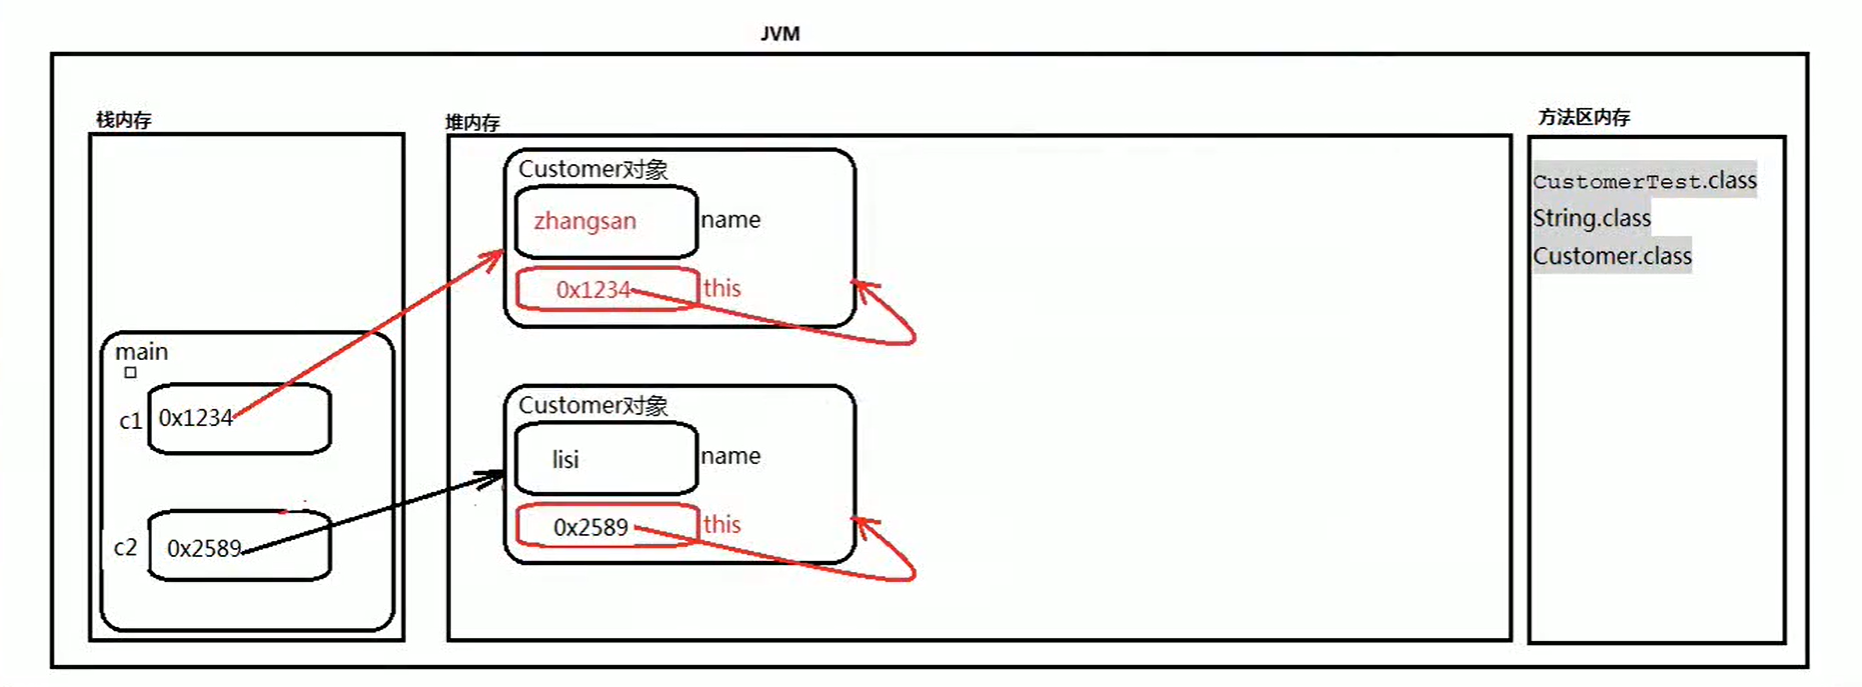 JVM
栈内存
main
c1 0x1234
c2 0x2589
堆内存
Customer对象
zhangsan name
0x1234 this
Customer对象
lisi name
0x2589 this
方法区内存
CustomerTest.class
String.class
Customer.class